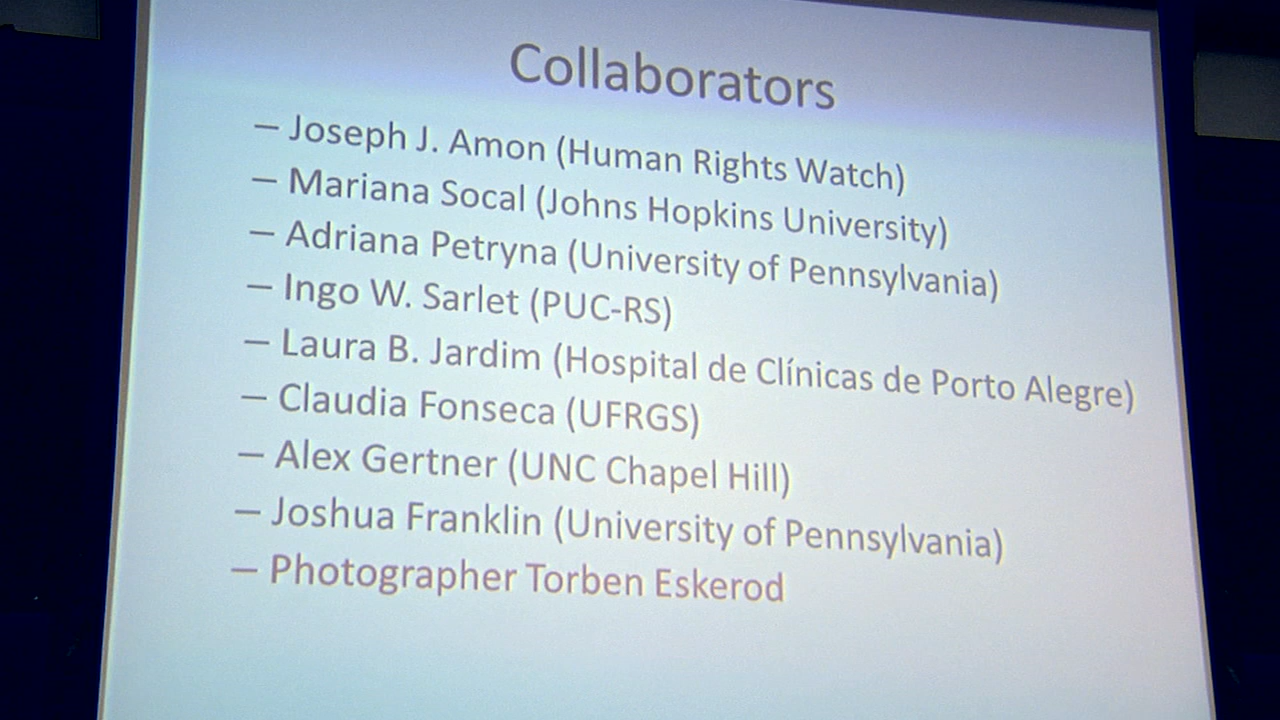 Collaborators
– Joseph J. Amon (Human Rights Watch)
– Mariana Socal (Johns Hopkins University)
– Adriana Petryna (University of Pennsylvania)
– Ingo W. Sarlet (PUC-RS)
– Laura B. Jardim (Hospital de Clínicas de Porto Alegre)
– Claudia Fonseca (UFRGS)
– Alex Gertner (UNC Chapel Hill)
– Joshua Franklin (University of Pennsylvania)
– Photographer Torben Eskerod